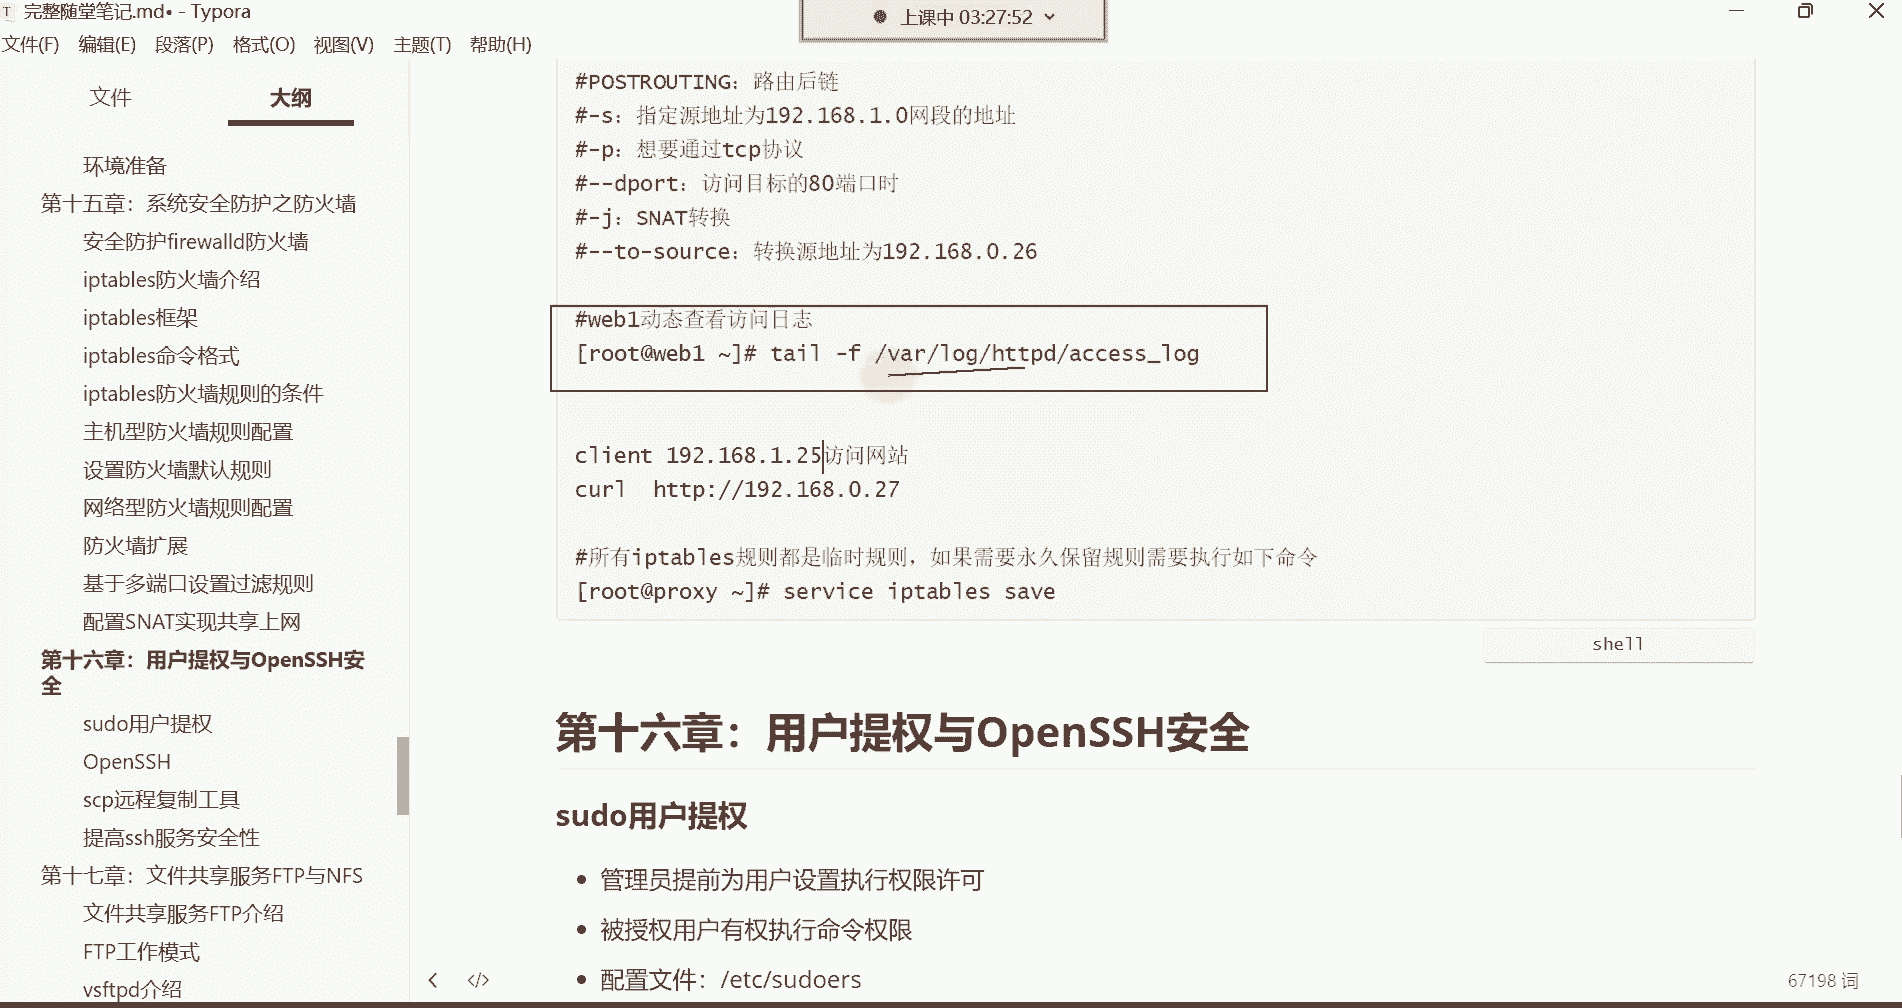 完整随堂笔记.md• - Typora
上课中 03:27:52
文件(F) 编辑(E) 段落(P) 格式(O) 视图(V) 主题(T) 帮助(H)
文件 大纲
环境准备
第十五章：系统安全防护之防火墙
安全防护firewalld防火墙
iptables防火墙介绍
iptables框架
iptables命令格式
iptables防火墙规则的条件
主机型防火墙规则配置
设置防火墙默认规则
网络型防火墙规则配置
防火墙扩展
基于多端口设置过滤规则
配置SNAT实现共享上网
第十六章：用户提权与OpenSSH安
全
sudo用户提权
OpenSSH
scp远程复制工具
提高ssh服务安全性
第十七章：文件共享服务FTP与NFS
文件共享服务FTP介绍
FTP工作模式
vsftpd介绍
#POSTROUTING：路由后链
#-s：指定源地址为192.168.1.0网段的地址
#-p：想要通过tcp协议
#--dport：访问目标的80端口时
#-j：SNAT转换
#--to-source：转换源地址为192.168.0.26
#web1动态查看访问日志
[root@web1 ~]# tail -f /var/log/httpd/access_log
client 192.168.1.25访问网站
curl  http://192.168.0.27
#所有iptables规则都是临时规则，如果需要永久保留规则需要执行如下命令
[root@proxy ~]# service iptables save
shell
第十六章：用户提权与OpenSSH安全
sudo用户提权
• 管理员提前为用户设置执行权限许可
• 被授权用户有权执行命令权限
• 配置文件：/etc/sudoers
67198 词